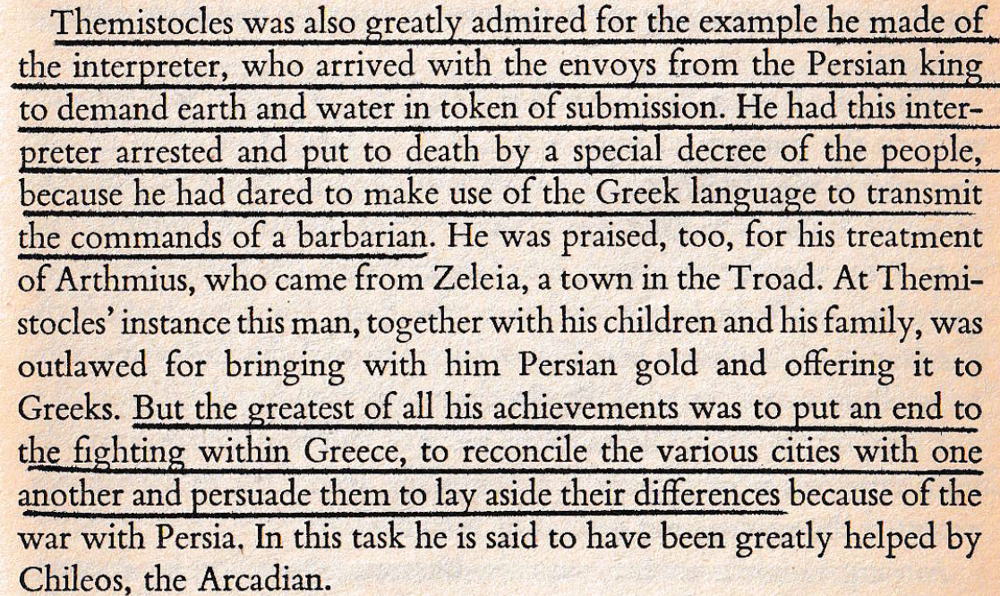 Themistocles was also greatly admired for the example he made of
the interpreter, who arrived with the envoys from the Persian king
to demand earth and water in token of submission. He had this inter-
preter arrested and put to death by a special decree of the people,
because he had dared to make use of the Greek language to transmit
the commands of a barbarian. He was praised, too, for his treatment
of Arthmius, who came from Zeleia, a town in the Troad. At Themi-
stocles' instance this man, together with his children and his family, was
outlawed for bringing with him Persian gold and offering it to
Greeks. But the greatest of all his achievements was to put an end to
the fighting within Greece, to reconcile the various cities with one
another and persuade them to lay aside their differences because of the
war with Persia. In this task he is said to have been greatly helped by
Chileos, the Arcadian.